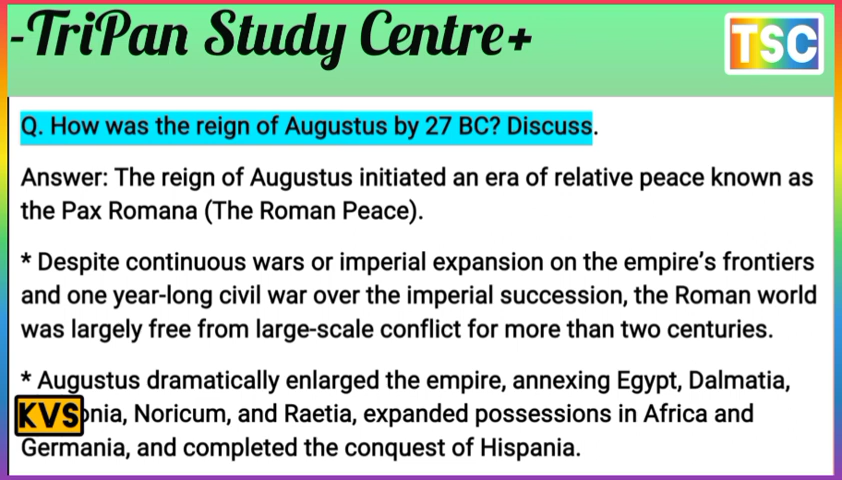 -TriPan Study Centre+
TSC
Q. How was the reign of Augustus by 27 BC? Discuss.
Answer: The reign of Augustus initiated an era of relative peace known as
the Pax Romana (The Roman Peace).
* Despite continuous wars or imperial expansion on the empire's frontiers
and one year-long civil war over the imperial succession, the Roman world
was largely free from large-scale conflict for more than two centuries.
* Augustus dramatically enlarged the empire, annexing Egypt, Dalmatia,
KVS Noricum, and Raetia, expanded possessions in Africa and
Germania, and completed the conquest of Hispania.